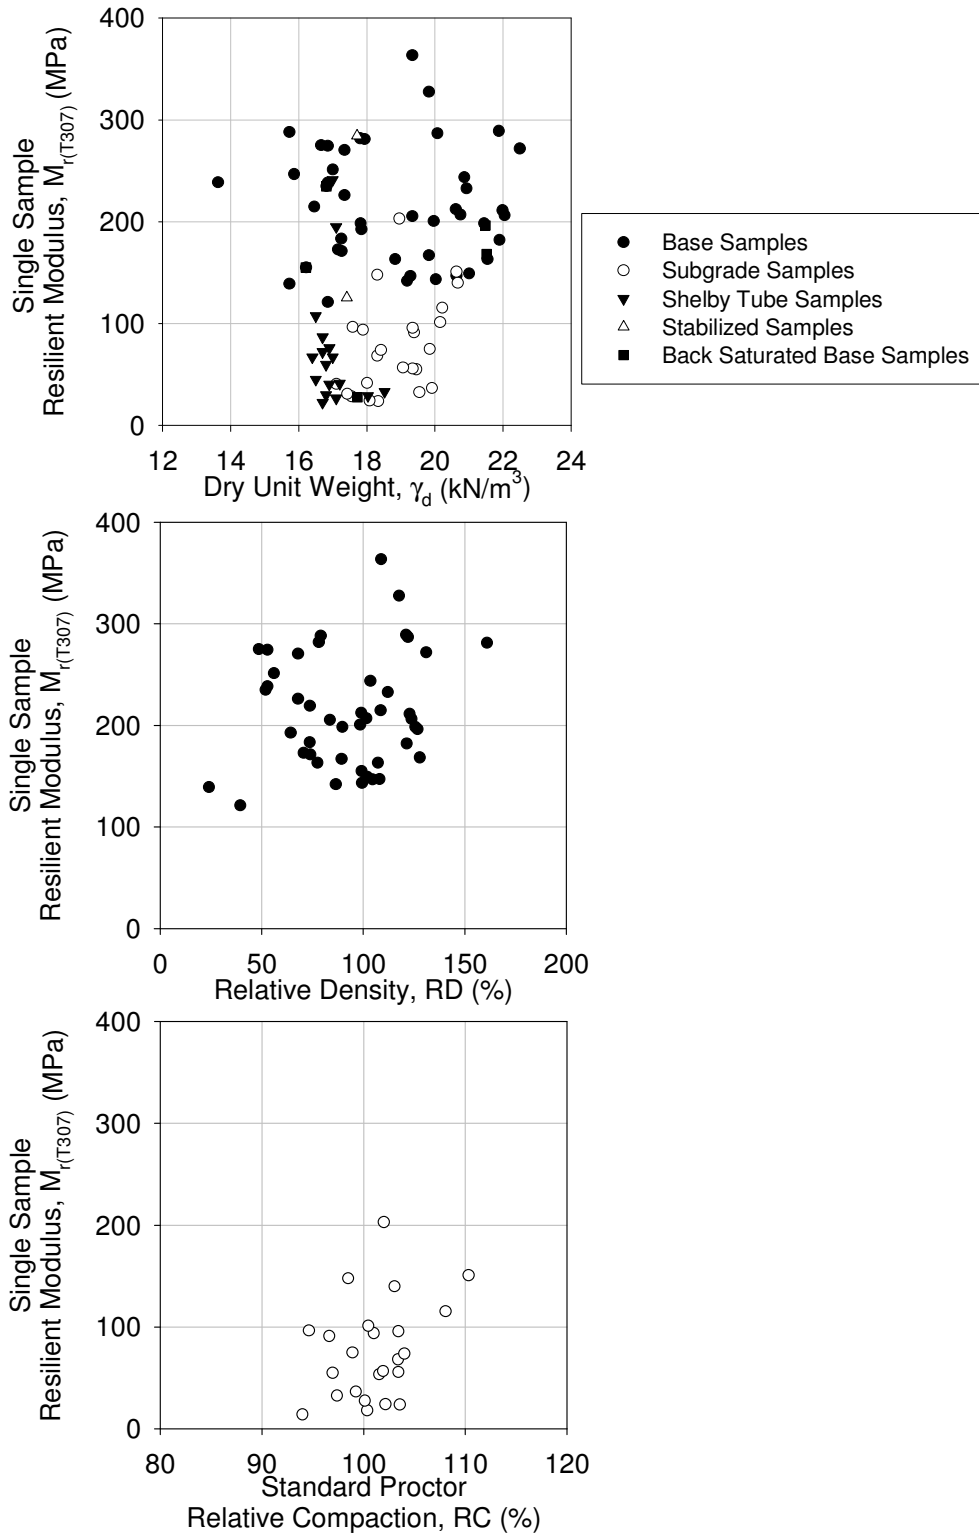 Single Sample
Resilient Modulus, Mr(T307) (MPa)
400
300
200
100
0
12 14 16 18 20 22 24
Dry Unit Weight, γd (kN/m3)
Base Samples
Subgrade Samples
Shelby Tube Samples
Stabilized Samples
Back Saturated Base Samples
Single Sample
Resilient Modulus, Mr(T307) (MPa)
400
300
200
100
0
0 50 100 150 200
Relative Density, RD (%)
Single Sample
Resilient Modulus, Mr(T307) (MPa)
400
300
200
100
0
80 90 100 110 120
Standard Proctor
Relative Compaction, RC (%)